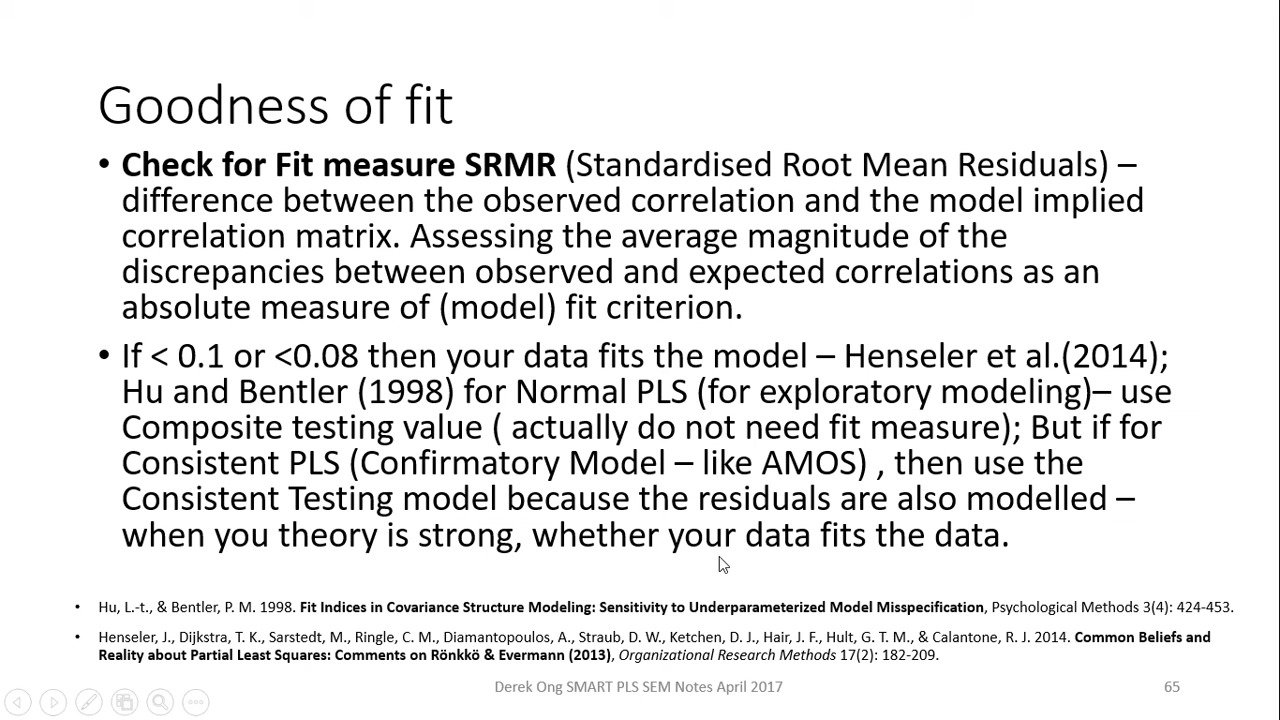 Goodness of fit
• Check for Fit measure SRMR (Standardised Root Mean Residuals) –
difference between the observed correlation and the model implied
correlation matrix. Assessing the average magnitude of the
discrepancies between observed and expected correlations as an
absolute measure of (model) fit criterion.
• If < 0.1 or <0.08 then your data fits the model – Henseler et al.(2014);
Hu and Bentler (1998) for Normal PLS (for exploratory modeling)– use
Composite testing value ( actually do not need fit measure); But if for
Consistent PLS (Confirmatory Model – like AMOS) , then use the
Consistent Testing model because the residuals are also modelled –
when you theory is strong, whether your data fits the data.
• Hu, L.-t., & Bentler, P. M. 1998. Fit Indices in Covariance Structure Modeling: Sensitivity to Underparameterized Model Misspecification, Psychological Methods 3(4): 424-453.
• Henseler, J., Dijkstra, T. K., Sarstedt, M., Ringle, C. M., Diamantopoulos, A., Straub, D. W., Ketchen, D. J., Hair, J. F., Hult, G. T. M., & Calantone, R. J. 2014. Common Beliefs and
Reality about Partial Least Squares: Comments on Rönkkö & Evermann (2013), Organizational Research Methods 17(2): 182-209.
Derek Ong SMART PLS SEM Notes April 2017
65